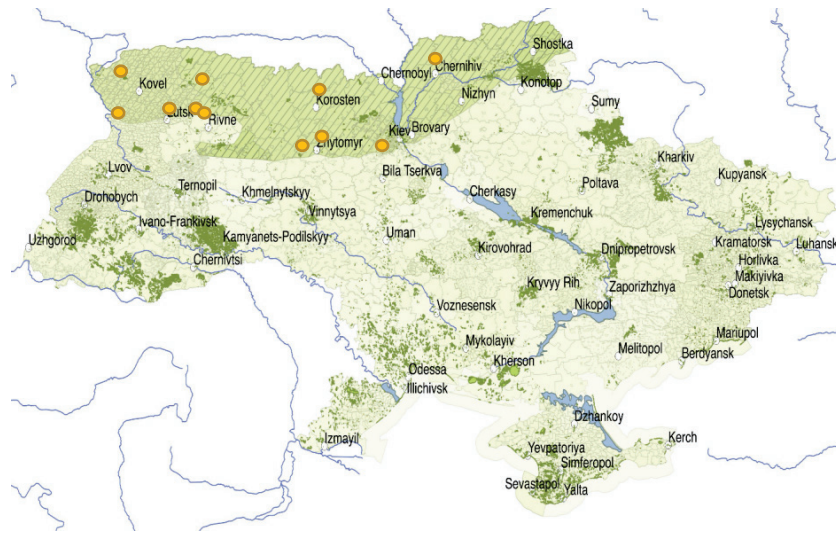 Shostka
Chernihiv
Chernobyl
Kovel
Konotop
Nizhyn
Korosten
Sumy
Lutsk
Rivne
Kiev
Brovary
Zhytomyr
Kharkiv
Lvov
Bila Tserkva
Kupyansk
Ternopil
Khmelnytskyy
Poltava
Drohobych
Cherkasy
Vinnytsya
Kremenchuk
Ivano-Frankivsk
Lysychansk
Uman
Kamyanets-Podilskyy
Kramatorsk
Luhansk
Uzhgorod
Kirovohrad
Dnipropetrovsk
Horlivka
Chernivtsi
Makiyivka
Kryvyy Rih
Zaporizhzhya
Donetsk
Voznesensk
Nikopol
Mariupol
Mykolayiv
Melitopol
Berdyansk
Kherson
Odessa
Illichivsk
Dzhankoy
Izmayil
Kerch
Yevpatoriya
Simferopol
Sevastapol
Yalta